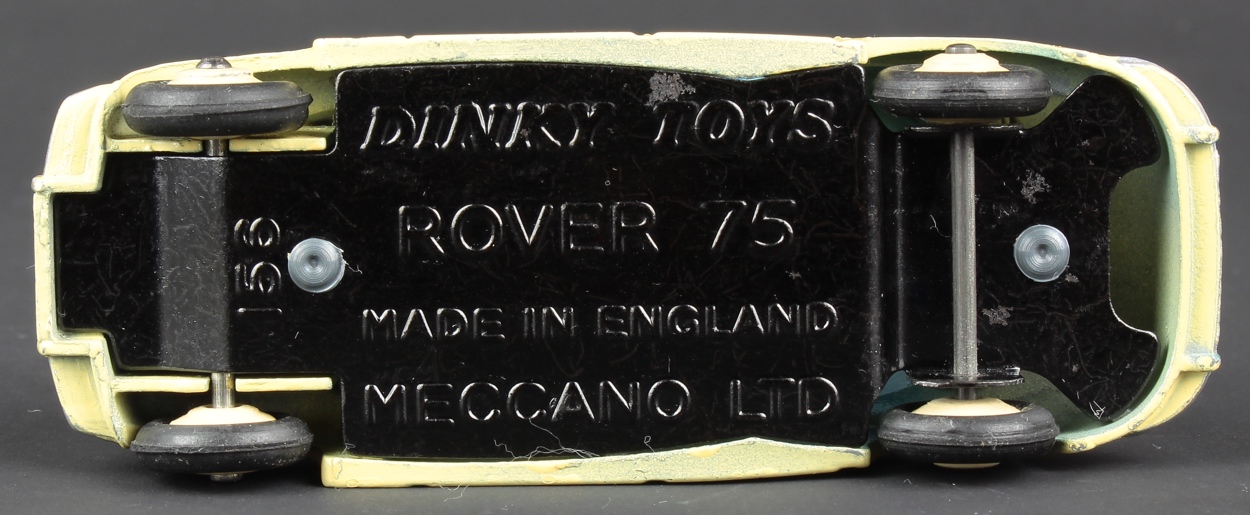 DINKY TOYS
ROVER 75
156
MADE IN ENGLAND
MECCANO LTD